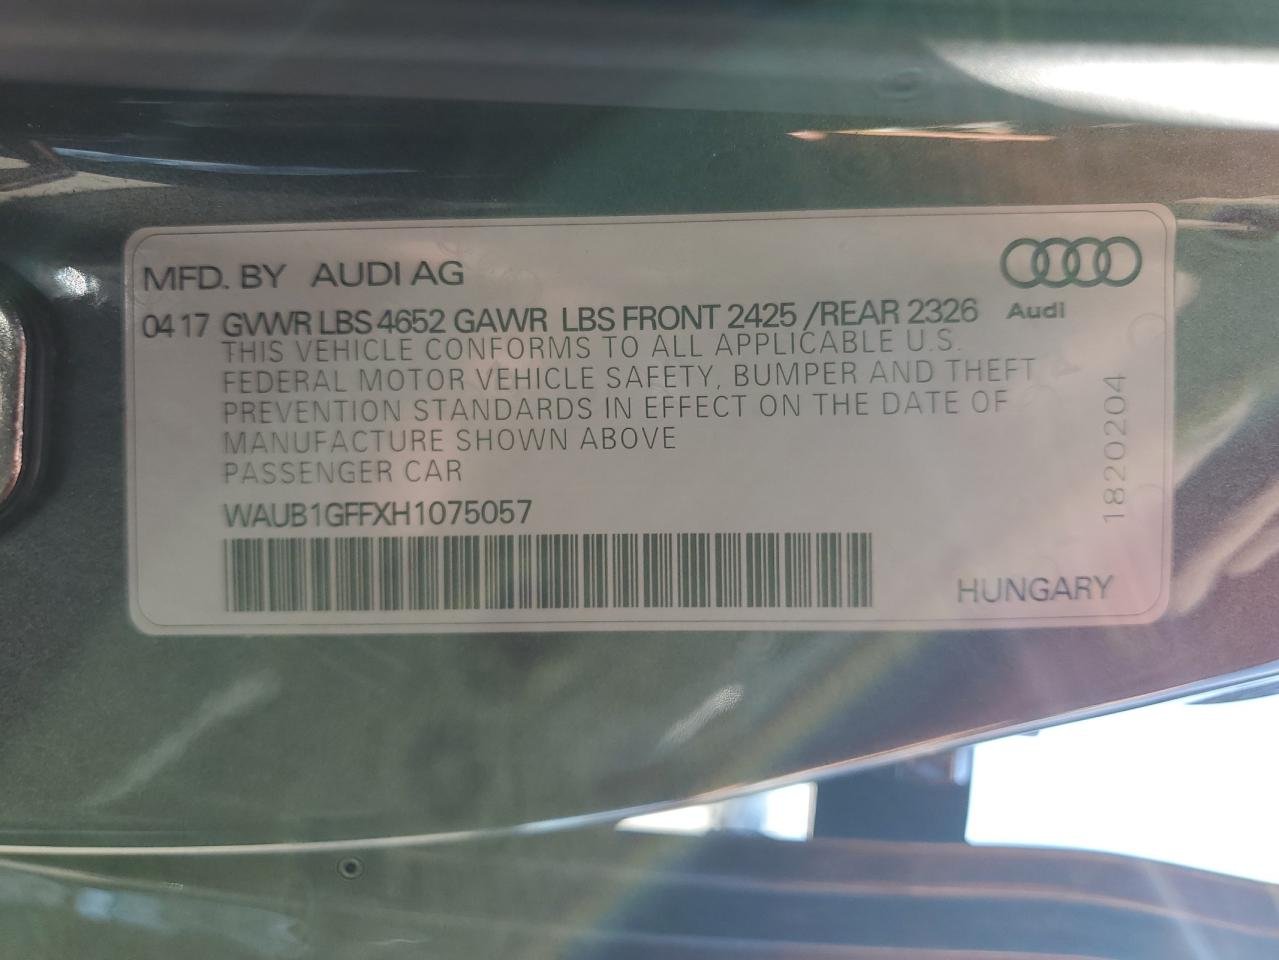 MFD. BY AUDI AG
04 17 GVWR LBS 4652 GAWR LBS FRONT 2425 /REAR 2326
Audi
THIS VEHICLE CONFORMS TO ALL APPLICABLE U.S.
FEDERAL MOTOR VEHICLE SAFETY, BUMPER AND THEFT
PREVENTION STANDARDS IN EFFECT ON THE DATE OF
MANUFACTURE SHOWN ABOVE
PASSENGER CAR
WAUB1GFFXH1075057
HUNGARY
1820204